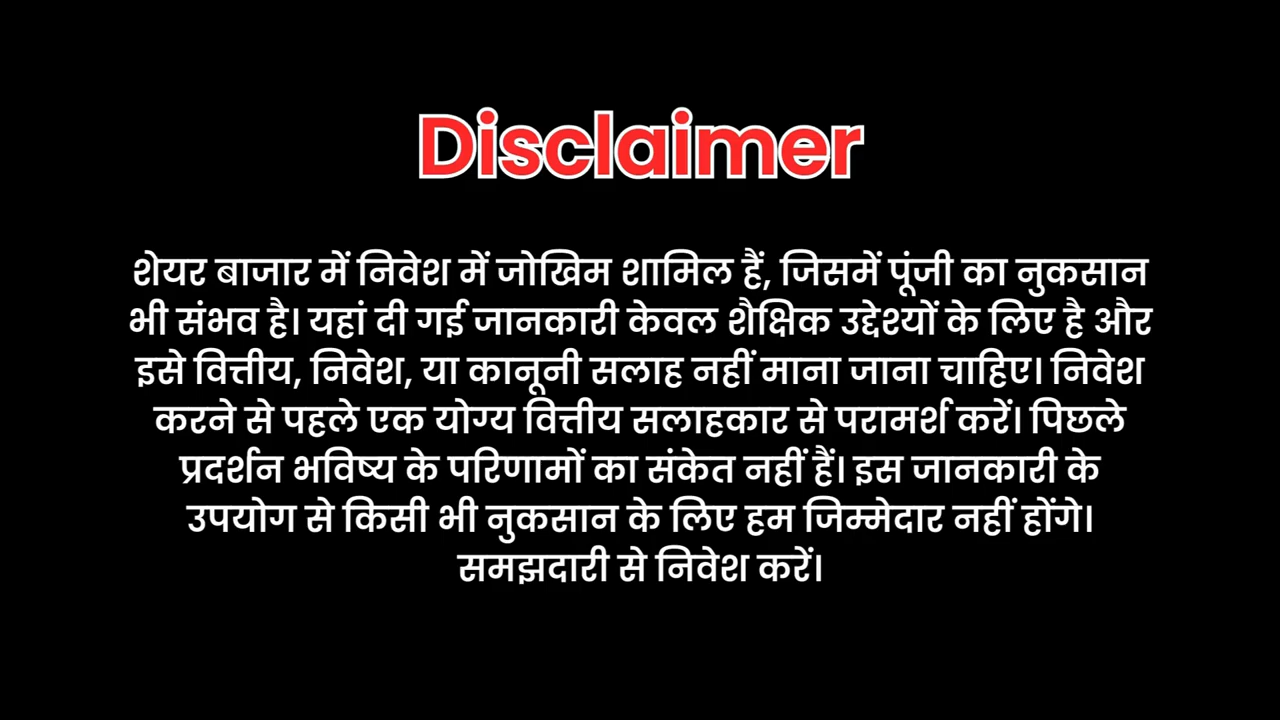 Disclaimer
शेयर बाजार में निवेश में जोखिम शामिल हैं, जिसमें पूंजी का नुकसान
भी संभव है। यहां दी गई जानकारी केवल शैक्षिक उद्देश्यों के लिए है और
इसे वित्तीय, निवेश, या कानूनी सलाह नहीं माना जाना चाहिए। निवेश
करने से पहले एक योग्य वित्तीय सलाहकार से परामर्श करें। पिछले
प्रदर्शन भविष्य के परिणामों का संकेत नहीं हैं। इस जानकारी के
उपयोग से किसी भी नुकसान के लिए हम जिम्मेदार नहीं होंगे।
समझदारी से निवेश करें।